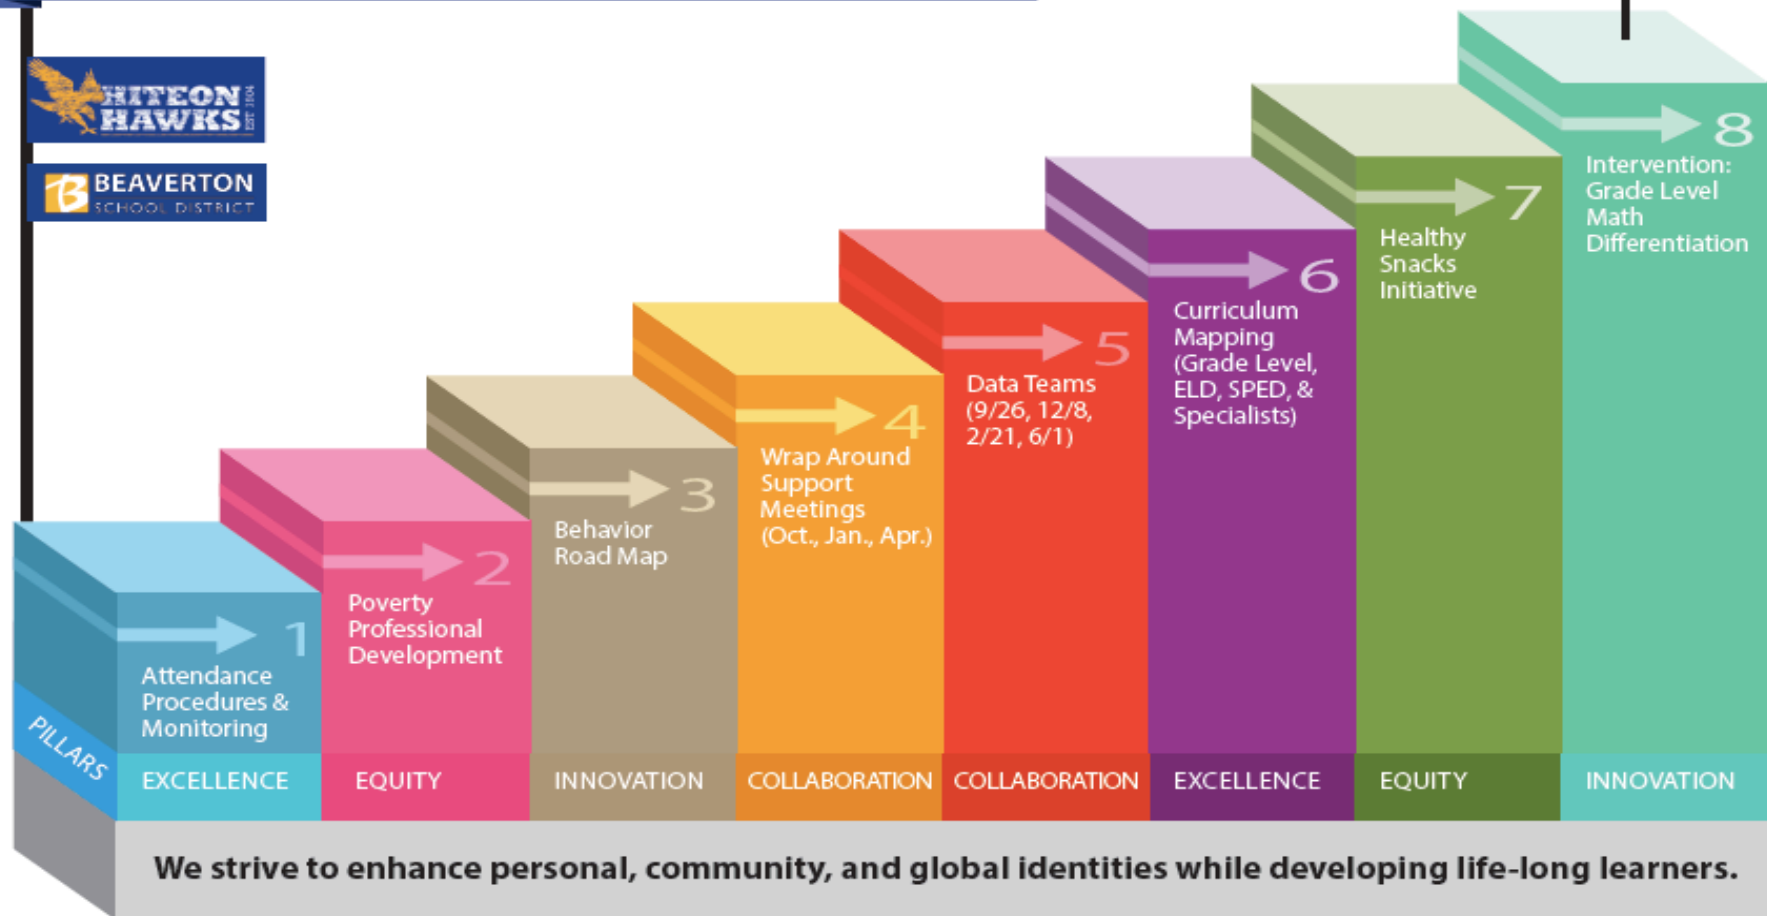 HITEON
HAWKS
EST 1904
BEAVERTON
SCHOOL DISTRICT
1
Attendance
Procedures &
Monitoring
2
Poverty
Professional
Development
3
Behavior
Road Map
4
Wrap Around
Support
Meetings
(Oct., Jan., Apr.)
5
Data Teams
(9/26, 12/8,
2/21, 6/1)
6
Curriculum
Mapping
(Grade Level,
ELD, SPED, &
Specialists)
7
Healthy
Snacks
Initiative
8
Intervention:
Grade Level
Math
Differentiation
PILLARS
EXCELLENCE
EQUITY
INNOVATION
COLLABORATION
COLLABORATION
EXCELLENCE
EQUITY
INNOVATION
We strive to enhance personal, community, and global identities while developing life-long learners.